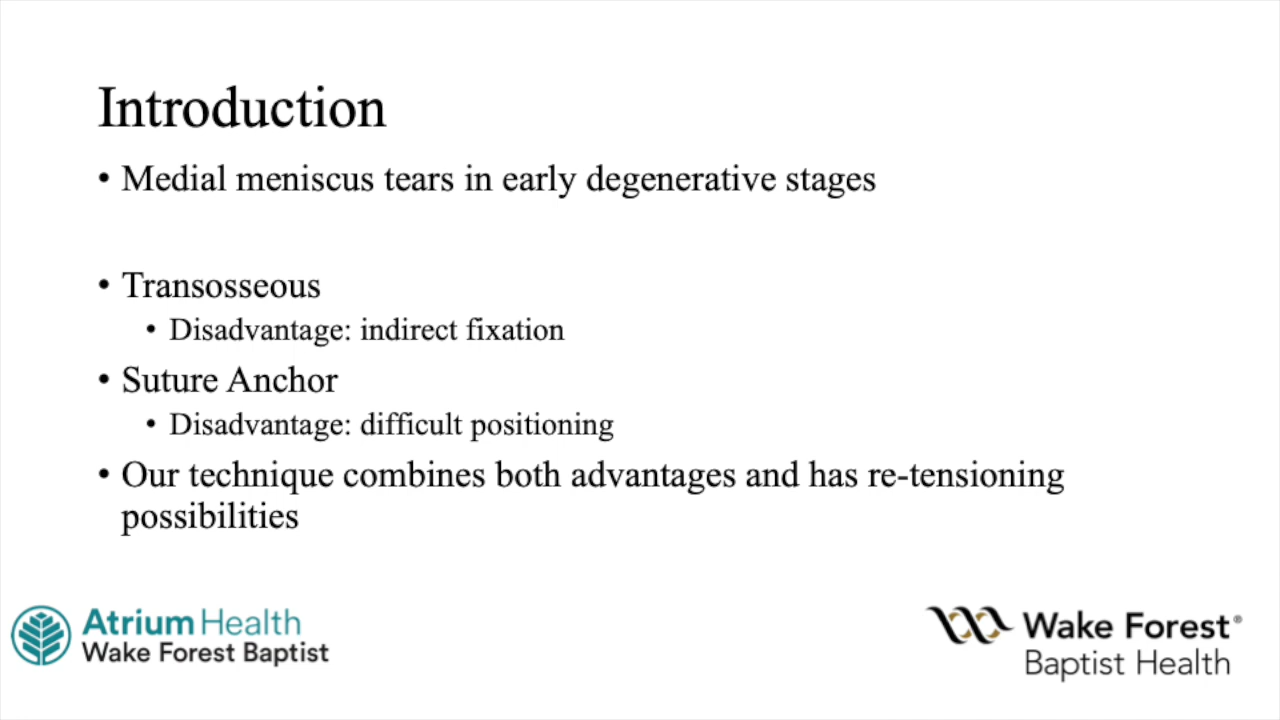 Introduction
• Medial meniscus tears in early degenerative stages
• Transosseous
• Disadvantage: indirect fixation
• Suture Anchor
• Disadvantage: difficult positioning
• Our technique combines both advantages and has re-tensioning
possibilities
Atrium Health
Wake Forest Baptist
Wake Forest®
Baptist Health